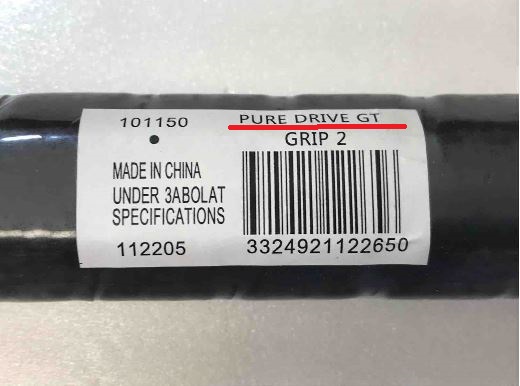 101150 PURE DRIVE GT
GRIP 2
MADE IN CHINA
UNDER 3ABOLAT
SPECIFICATIONS
112205 3324921122650